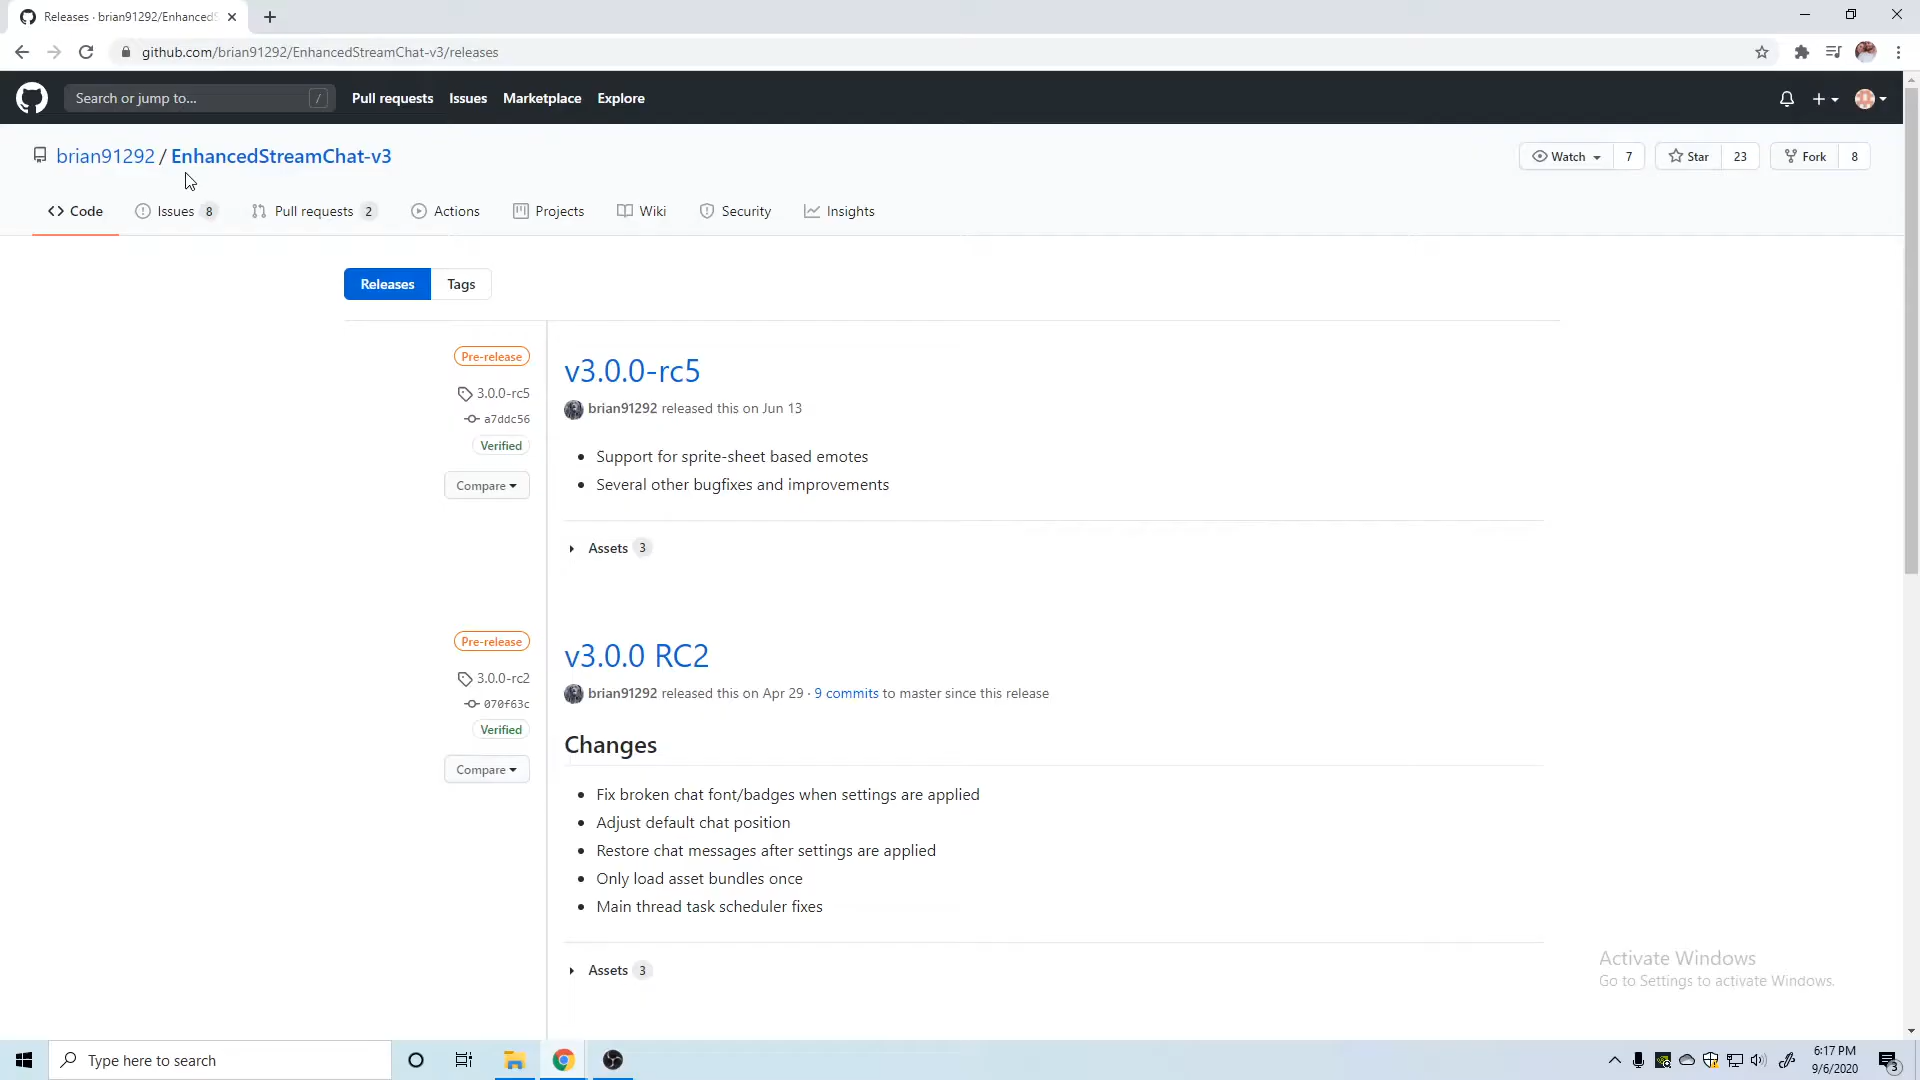 Releases · brian91292/EnhancedS
github.com/brian91292/EnhancedStreamChat-v3/releases
Search or jump to... /
Pull requests Issues Marketplace Explore
brian91292 / EnhancedStreamChat-v3
Watch 7 Star 23 Fork 8
Code Issues 8 Pull requests 2 Actions Projects Wiki Security Insights
Releases Tags
Pre-release
3.0.0-rc5
a7ddc56
Verified
Compare
v3.0.0-rc5
brian91292 released this on Jun 13
Support for sprite-sheet based emotes
Several other bugfixes and improvements
Assets 3
Pre-release
3.0.0-rc2
070f63c
Verified
Compare
v3.0.0 RC2
brian91292 released this on Apr 29 · 9 commits to master since this release
Changes
Fix broken chat font/badges when settings are applied
Adjust default chat position
Restore chat messages after settings are applied
Only load asset bundles once
Main thread task scheduler fixes
Assets 3
Activate Windows
Go to Settings to activate Windows.
Type here to search
6:17 PM
9/6/2020
3